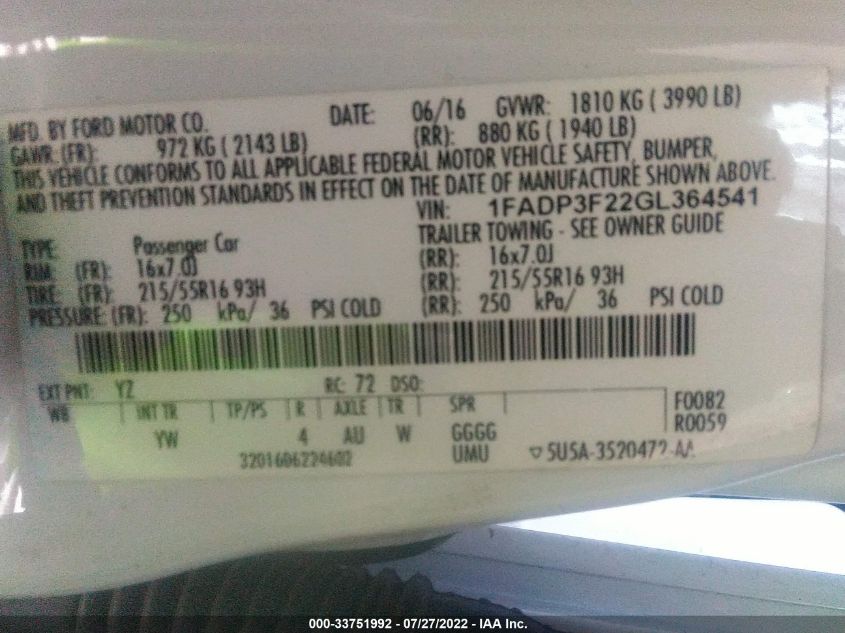 MFD. BY FORD MOTOR CO. DATE: 06/16 GVWR: 1810 KG ( 3990 LB)
GAWR: (FR): 972 KG ( 2143 LB) (RR): 880 KG ( 1940 LB)
THIS VEHICLE CONFORMS TO ALL APPLICABLE FEDERAL MOTOR VEHICLE SAFETY, BUMPER,
AND THEFT PREVENTION STANDARDS IN EFFECT ON THE DATE OF MANUFACTURE SHOWN ABOVE.
VIN: 1FADP3F22GL364541
TYPE: Passenger Car TRAILER TOWING - SEE OWNER GUIDE
RIM: (FR): 16x7.0J (RR): 16x7.0J
TIRE: (FR): 215/55R16 93H (RR): 215/55R16 93H
PRESSURE: (FR): 250 kPa/ 36 PSI COLD (RR): 250 kPa/ 36 PSI COLD
EXT PNT: YZ RC: 72 DSO:
WB INT TR TP/PS R AXLE TR SPR F0082
YW 4 AU W GGGG R0059
3201606224602 UMU 5U5A-3520472-AA
000-33751992 - 07/27/2022 - IAA Inc.